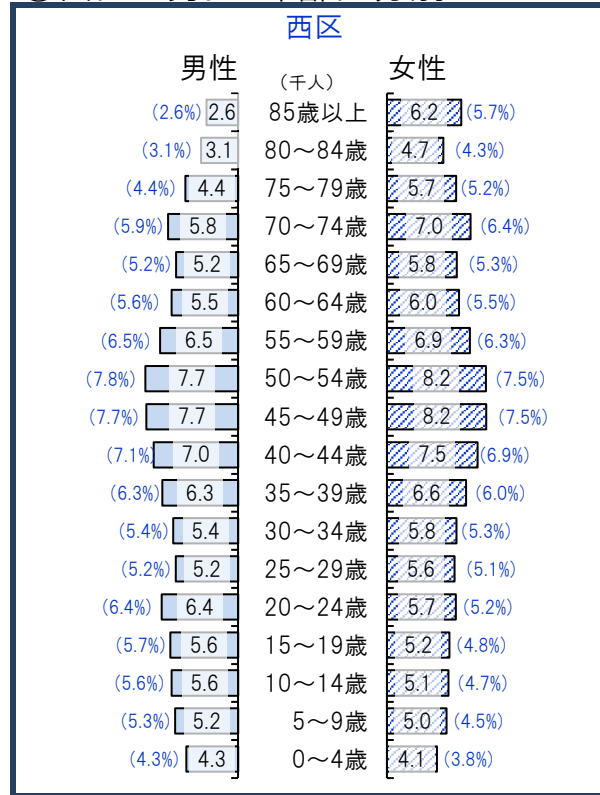 西区
男性 (千人) 女性
(2.6%) 2.6 85歳以上 6.2 (5.7%)
(3.1%) 3.1 80～84歳 4.7 (4.3%)
(4.4%) 4.4 75～79歳 5.7 (5.2%)
(5.9%) 5.8 70～74歳 7.0 (6.4%)
(5.2%) 5.2 65～69歳 5.8 (5.3%)
(5.6%) 5.5 60～64歳 6.0 (5.5%)
(6.5%) 6.5 55～59歳 6.9 (6.3%)
(7.8%) 7.7 50～54歳 8.2 (7.5%)
(7.7%) 7.7 45～49歳 8.2 (7.5%)
(7.1%) 7.0 40～44歳 7.5 (6.9%)
(6.3%) 6.3 35～39歳 6.6 (6.0%)
(5.4%) 5.4 30～34歳 5.8 (5.3%)
(5.2%) 5.2 25～29歳 5.6 (5.1%)
(6.4%) 6.4 20～24歳 5.7 (5.2%)
(5.7%) 5.6 15～19歳 5.2 (4.8%)
(5.6%) 5.6 10～14歳 5.1 (4.7%)
(5.3%) 5.2 5～9歳 5.0 (4.5%)
(4.3%) 4.3 0～4歳 4.1 (3.8%)